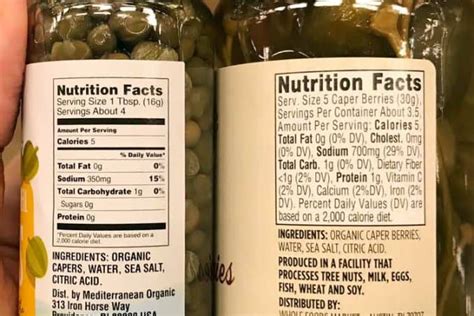 Nutrition Facts
Serving Size 1 Tbsp. (16g)
Servings About 4
Amount Per Serving
Calories 5
% Daily Value*
Total Fat 0g 0%
Sodium 350mg 15%
Total Carbohydrate 1g 0%
Sugars 0g
Protein 0g
*Percent Daily Values are based on a
2,000 calorie diet.
INGREDIENTS: ORGANIC
CAPERS, WATER, SEA SALT,
CITRIC ACID.
Dist. by Mediterranean Organic
313 Iron Horse Way
Nutrition Facts
Serv. Size 5 Caper Berries (30g),
Servings Per Container About 3.5,
Amount Per Serving: Calories 5,
Total Fat 0g (0% DV), Cholest. 0mg
(0% DV), Sodium 700mg (29% DV),
Total Carb. 1g (0% DV), Dietary Fiber
<1g (2% DV), Protein 1g, Vitamin C
(2% DV), Calcium (2%DV), Iron (2%
DV). Percent Daily Values (DV) are
based on a 2,000 calorie diet.
INGREDIENTS: ORGANIC CAPER BERRIES,
WATER, SEA SALT, CITRIC ACID.
PRODUCED IN A FACILITY THAT
PROCESSES TREE NUTS, MILK, EGGS,
FISH, WHEAT AND SOY.
DISTRIBUTED BY:
WHOLE FOODS MARKET